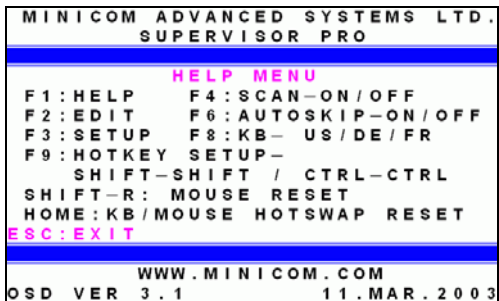 MINICOM ADVANCED SYSTEMS LTD.
SUPERVISOR PRO
HELP MENU
F1:HELP F4:SCAN-ON/OFF
F2:EDIT F6:AUTOSKIP-ON/OFF
F3:SETUP F8:KB- US/DE/FR
F9:HOTKEY SETUP-
SHIFT-SHIFT / CTRL-CTRL
SHIFT-R: MOUSE RESET
HOME:KB/MOUSE HOTSWAP RESET
ESC:EXIT
WWW.MINICOM.COM
OSD VER 3.1 11.MAR.2003